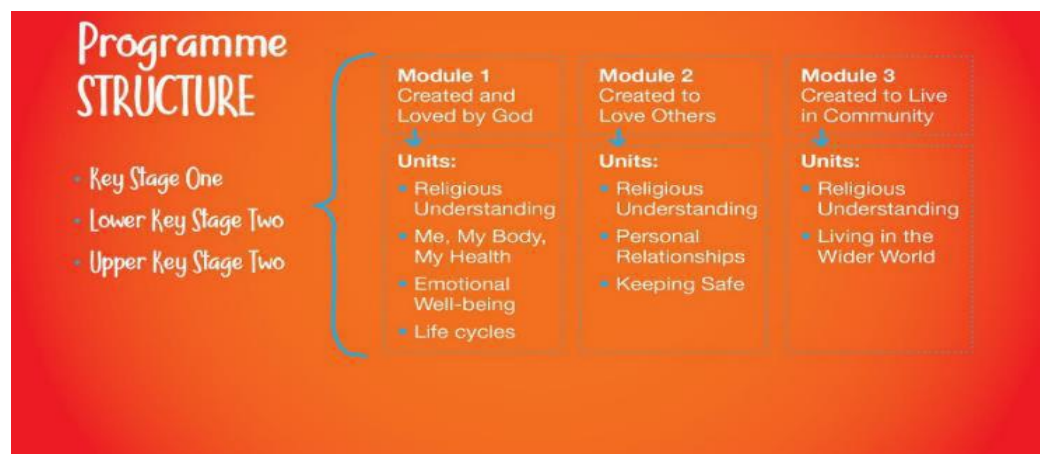 Programme
STRUCTURE
• Key Stage One
• Lower Key Stage Two
• Upper Key Stage Two
Module 1
Created and
Loved by God
Units:
• Religious
Understanding
• Me, My Body,
My Health
• Emotional
Well-being
• Life cycles
Module 2
Created to
Love Others
Units:
• Religious
Understanding
• Personal
Relationships
• Keeping Safe
Module 3
Created to Live
in Community
Units:
• Religious
Understanding
• Living in the
Wider World